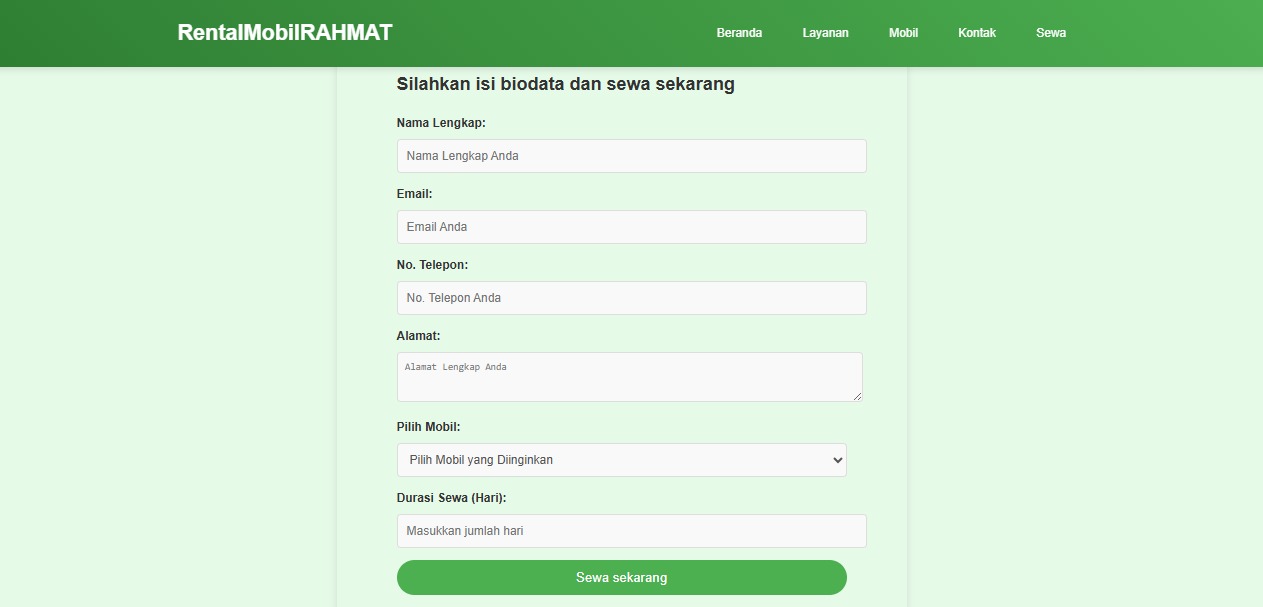 RentalMobilRAHMAT
Beranda Layanan Mobil Kontak Sewa
Silahkan isi biodata dan sewa sekarang
Nama Lengkap:
Nama Lengkap Anda
Email:
Email Anda
No. Telepon:
No. Telepon Anda
Alamat:
Alamat Lengkap Anda
Pilih Mobil:
Pilih Mobil yang Diinginkan
Durasi Sewa (Hari):
Masukkan jumlah hari
Sewa sekarang